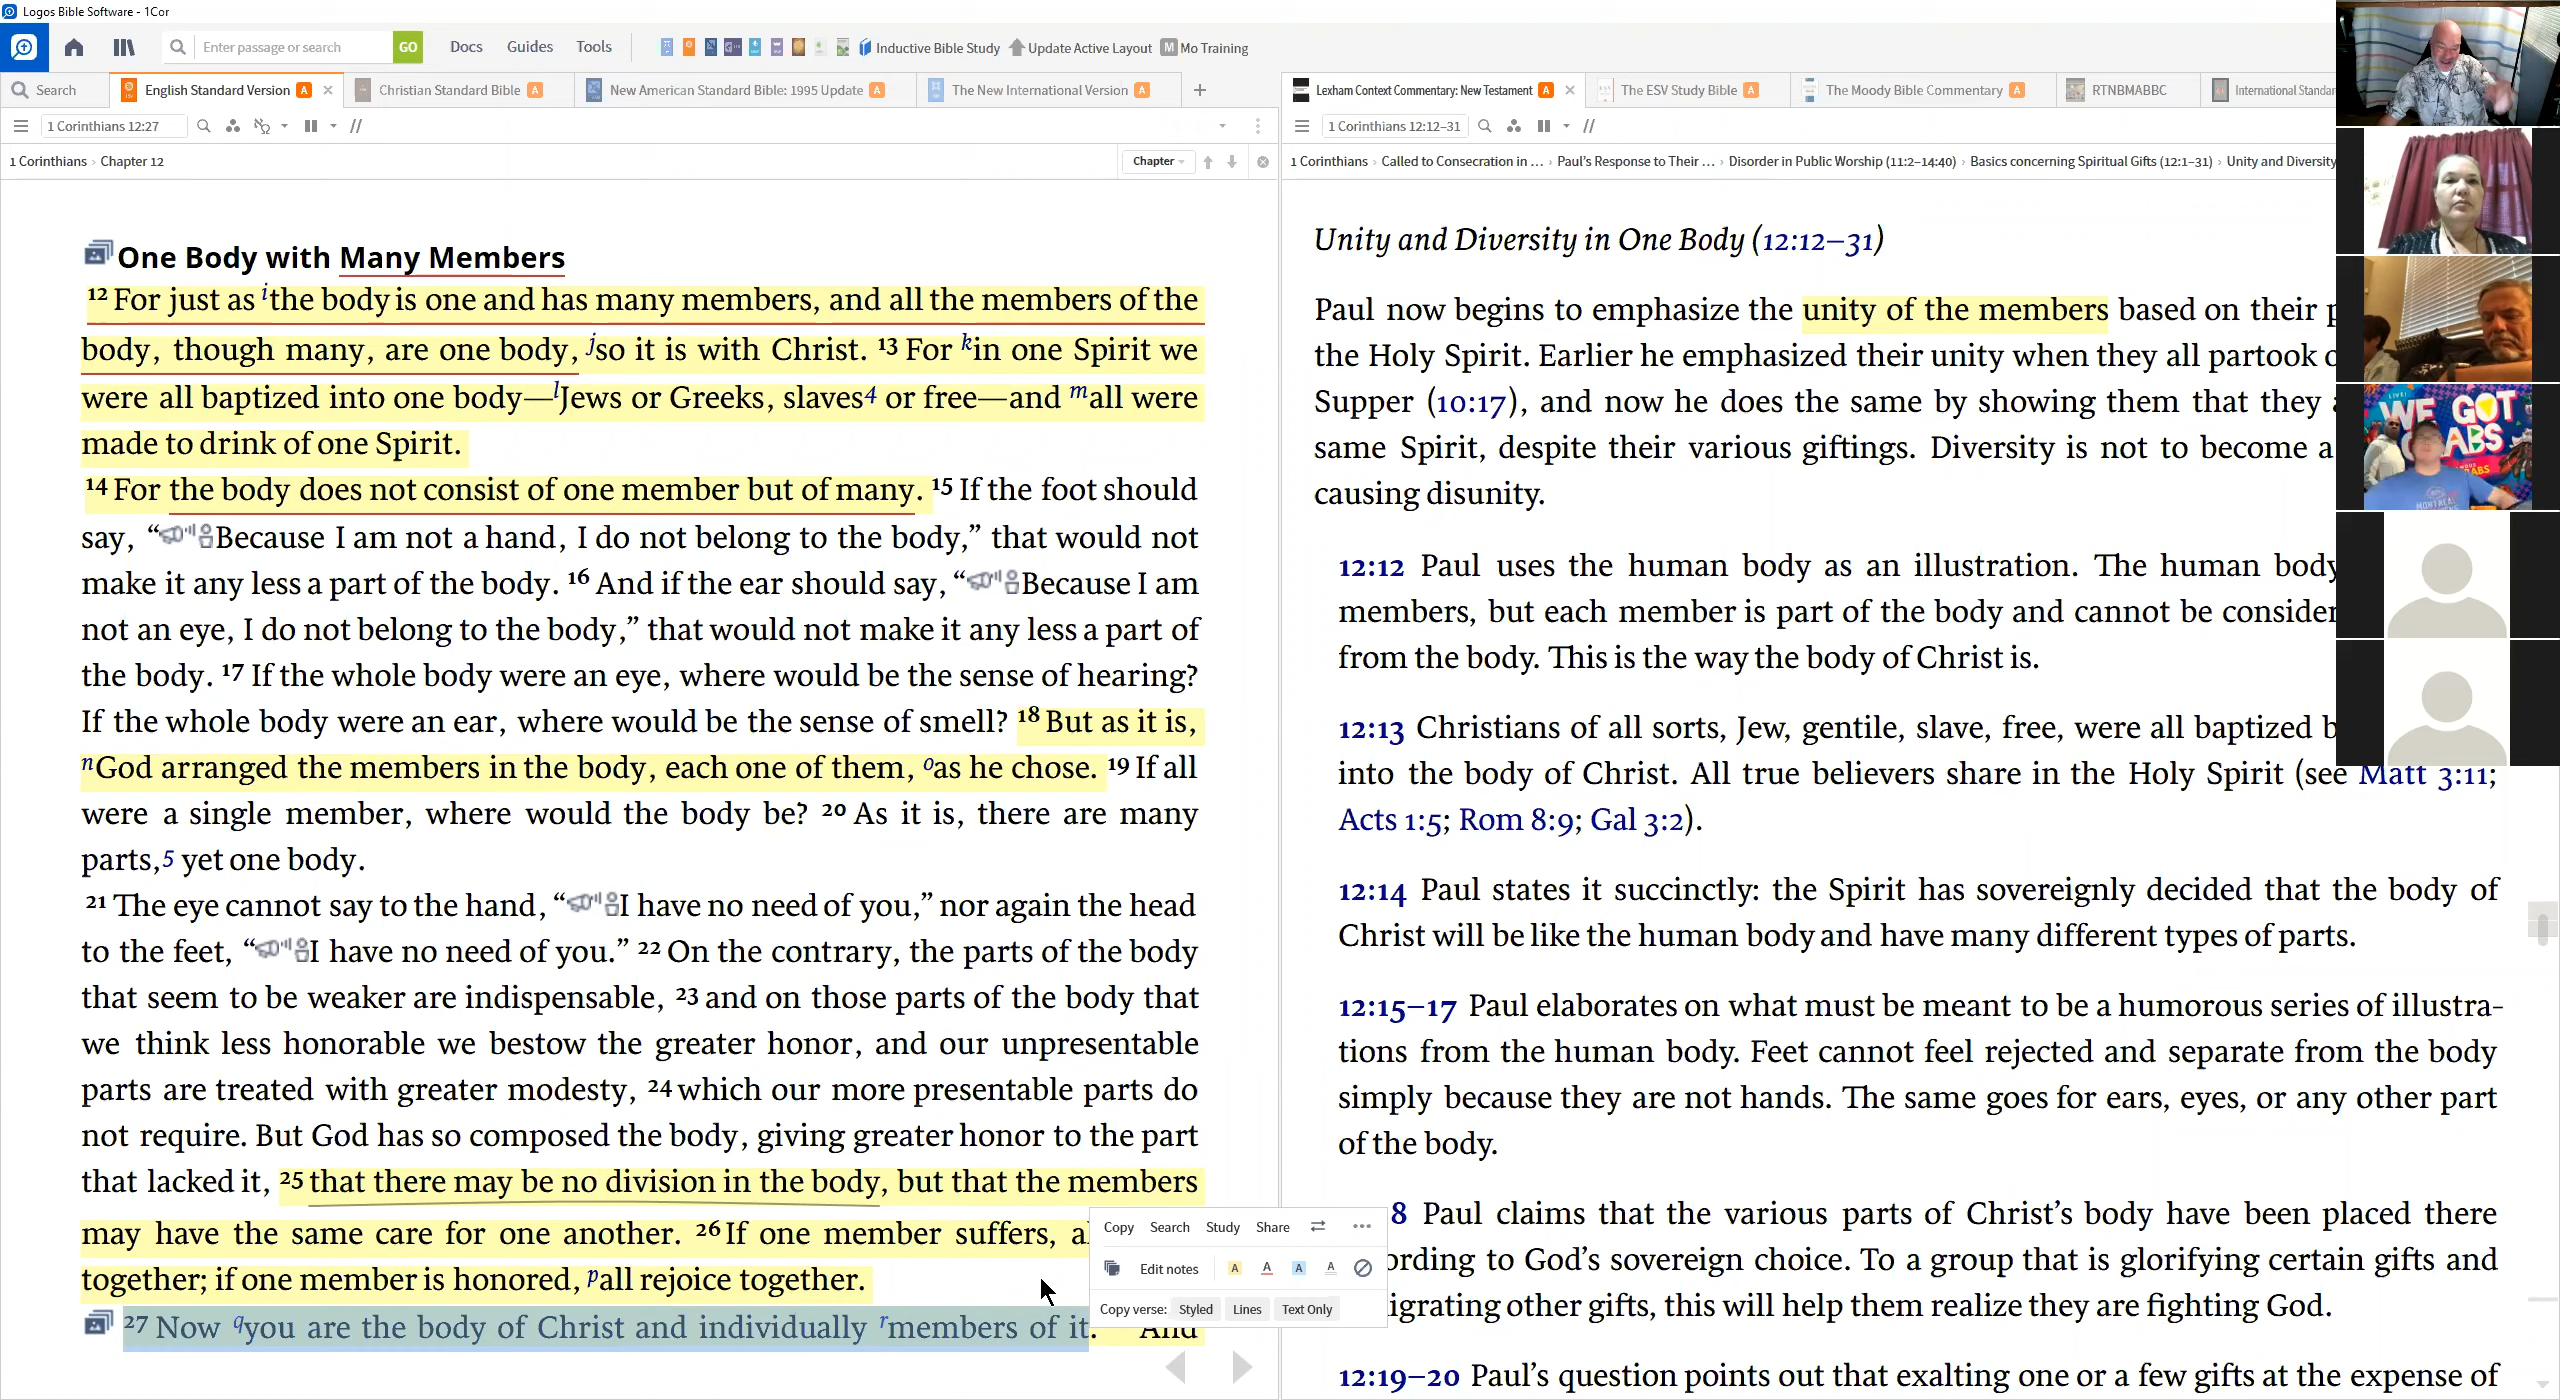 Logos Bible Software - 1Cor
Enter passage or search GO Docs Guides Tools Inductive Bible Study Update Active Layout M Mo Training
Search English Standard Version A Christian Standard Bible A New American Standard Bible: 1995 Update A The New International Version A
1 Corinthians 12:27
1 Corinthians › Chapter 12 Chapter
One Body with Many Members
12 For just as i the body is one and has many members, and all the members of the
body, though many, are one body, j so it is with Christ. 13 For k in one Spirit we
were all baptized into one body—l Jews or Greeks, slaves4 or free—and m all were
made to drink of one Spirit.
14 For the body does not consist of one member but of many. 15 If the foot should
say, “Because I am not a hand, I do not belong to the body,” that would not
make it any less a part of the body. 16 And if the ear should say, “Because I am
not an eye, I do not belong to the body,” that would not make it any less a part of
the body. 17 If the whole body were an eye, where would be the sense of hearing?
If the whole body were an ear, where would be the sense of smell? 18 But as it is,
n God arranged the members in the body, each one of them, o as he chose. 19 If all
were a single member, where would the body be? 20 As it is, there are many
parts,5 yet one body.
21 The eye cannot say to the hand, “I have no need of you,” nor again the head
to the feet, “I have no need of you.” 22 On the contrary, the parts of the body
that seem to be weaker are indispensable, 23 and on those parts of the body that
we think less honorable we bestow the greater honor, and our unpresentable
parts are treated with greater modesty, 24 which our more presentable parts do
not require. But God has so composed the body, giving greater honor to the part
that lacked it, 25 that there may be no division in the body, but that the members
may have the same care for one another. 26 If one member suffers,
together; if one member is honored, p all rejoice together.
27 Now q you are the body of Christ and individually r members of it. And
Copy Search Study Share
Edit notes A A A A
Copy verse: Styled Lines Text Only
Lexham Context Commentary: New Testament A The ESV Study Bible A The Moody Bible Commentary A RTNBMABBC International Standar
1 Corinthians 12:12–31
1 Corinthians › Called to Consecration in ... › Paul’s Response to Their ... › Disorder in Public Worship (11:2–14:40) › Basics concerning Spiritual Gifts (12:1–31) › Unity and Diversity
Unity and Diversity in One Body (12:12–31)
Paul now begins to emphasize the unity of the members based on their
the Holy Spirit. Earlier he emphasized their unity when they all partook
Supper (10:17), and now he does the same by showing them that they
same Spirit, despite their various giftings. Diversity is not to become a
causing disunity.
12:12 Paul uses the human body as an illustration. The human body
members, but each member is part of the body and cannot be consider
from the body. This is the way the body of Christ is.
12:13 Christians of all sorts, Jew, gentile, slave, free, were all baptized
into the body of Christ. All true believers share in the Holy Spirit (see Matt 3:11;
Acts 1:5; Rom 8:9; Gal 3:2).
12:14 Paul states it succinctly: the Spirit has sovereignly decided that the body of
Christ will be like the human body and have many different types of parts.
12:15–17 Paul elaborates on what must be meant to be a humorous series of illustra-
tions from the human body. Feet cannot feel rejected and separate from the body
simply because they are not hands. The same goes for ears, eyes, or any other part
of the body.
8 Paul claims that the various parts of Christ’s body have been placed there
ording to God’s sovereign choice. To a group that is glorifying certain gifts and
igrating other gifts, this will help them realize they are fighting God.
12:19–20 Paul’s question points out that exalting one or a few gifts at the expense of
LIVE!
WE GOT
ABS